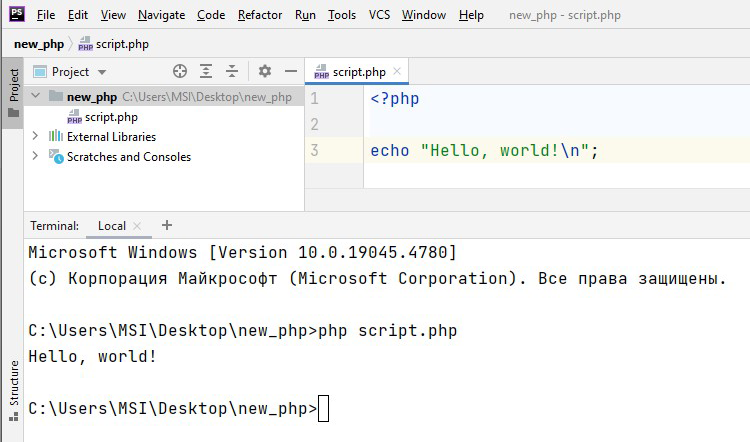 PS File Edit View Navigate Code Refactor Run Tools VCS Window Help new_php - script.php
new_php script.php
Project
Project
script.php
new_php C:\Users\MSI\Desktop\new_php
script.php
External Libraries
Scratches and Consoles
1 <?php
2
3 echo "Hello, world!\n";
Terminal: Local
Microsoft Windows [Version 10.0.19045.4780]
(c) Корпорация Майкрософт (Microsoft Corporation). Все права защищены.
C:\Users\MSI\Desktop\new_php>php script.php
Hello, world!
C:\Users\MSI\Desktop\new_php>
Structure